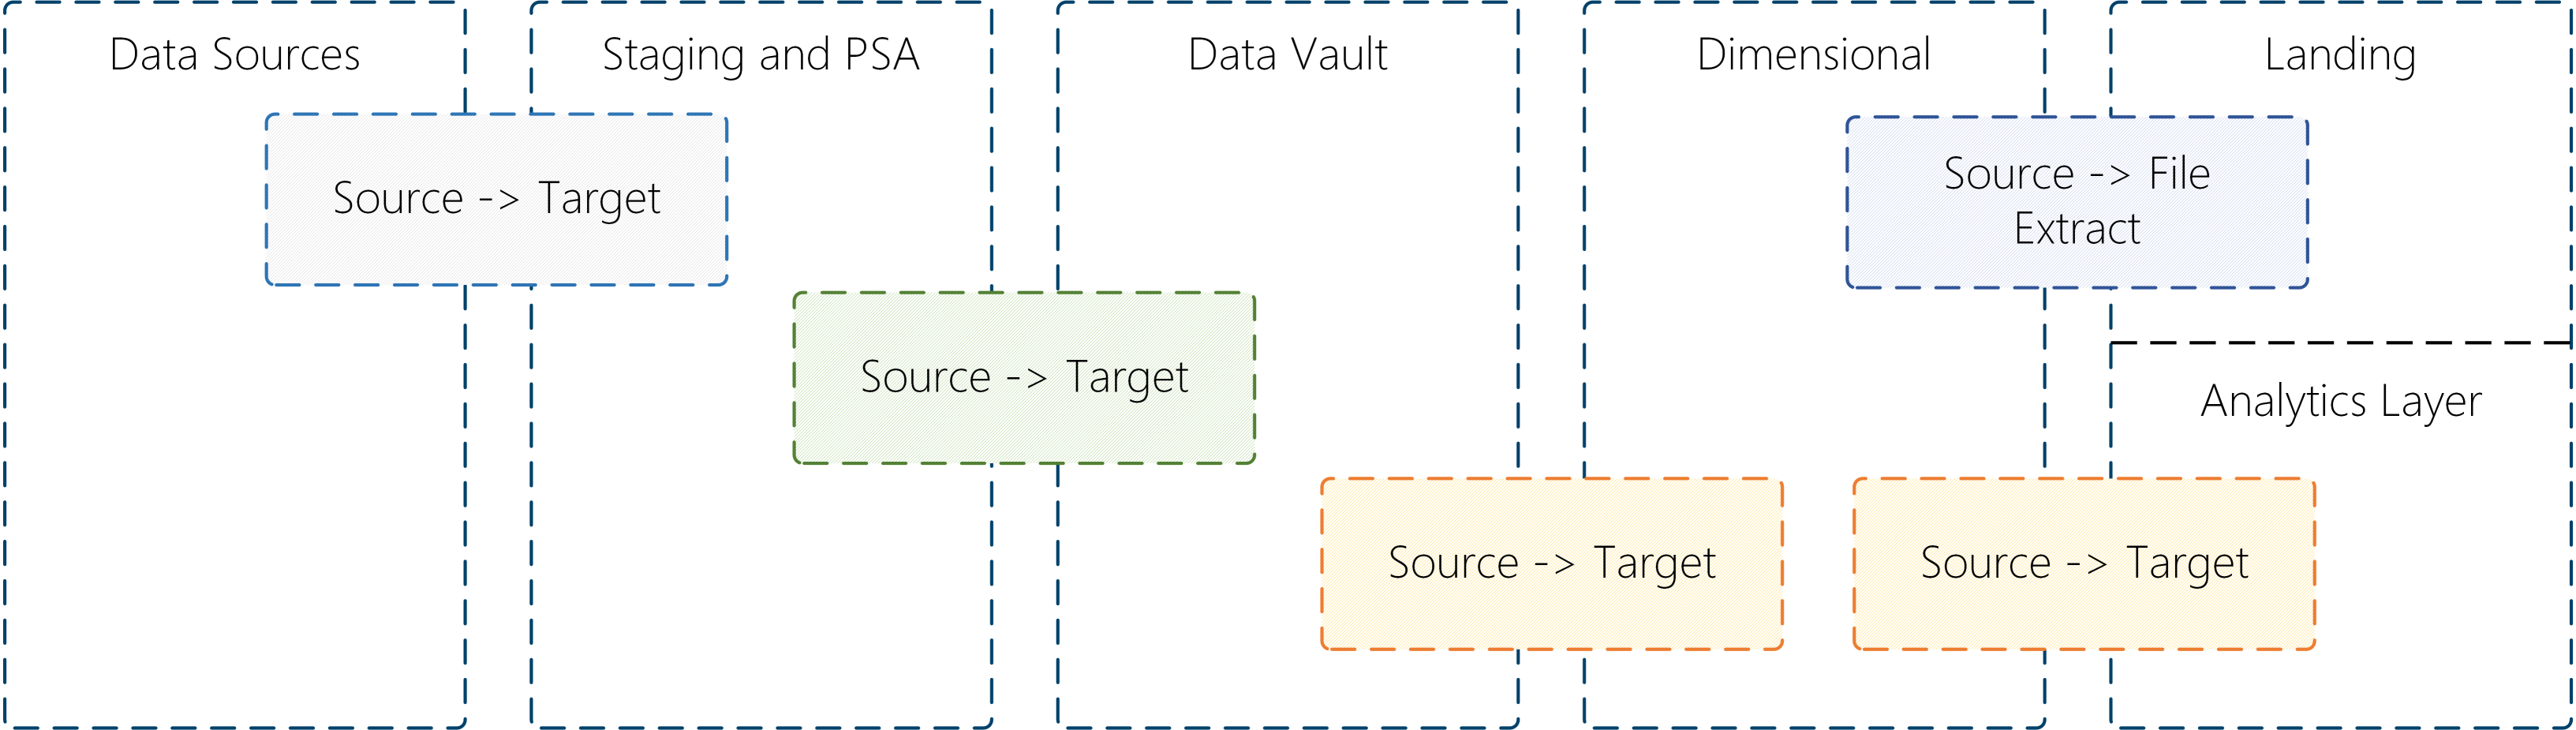 Data Sources
Staging and PSA
Data Vault
Dimensional
Landing
Source -> Target
Source -> File
Extract
Source -> Target
Analytics Layer
Source -> Target
Source -> Target